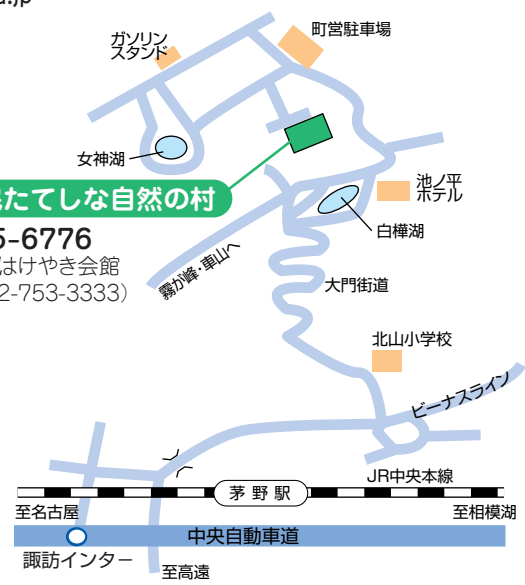 .jp
町営駐車場
ガソリン
スタンド
女神湖
たてしな自然の村
5-6776
はけやき会館
2-753-3333）
池ノ平
ホテル
白樺湖
霧が峰・車山へ
大門街道
北山小学校
ビーナスライン
JR中央本線
茅野駅
至名古屋
至相模湖
中央自動車道
諏訪インター
至高遠